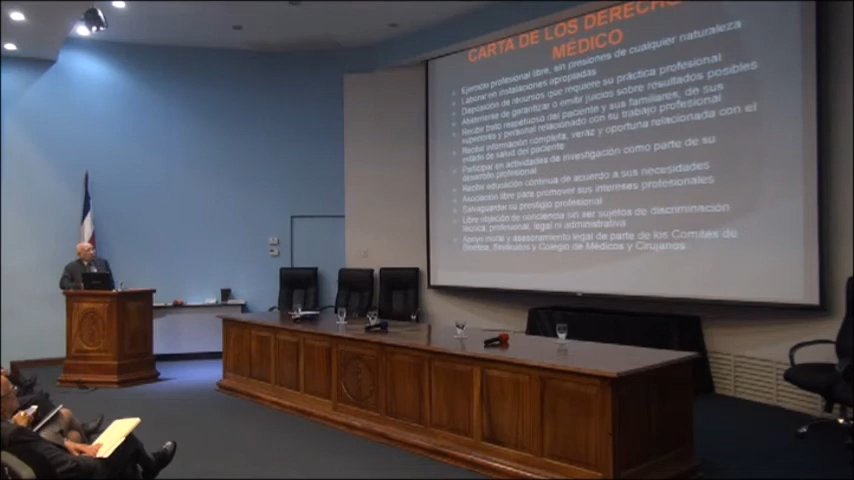 CARTA DE LOS DERECHO
MÉDICO
Ejercicio profesional libre, sin presiones de cualquier naturaleza
Laborar en instalaciones apropiadas
Disposición de recursos que requiere su práctica profesional
Abstenerse de garantizar o emitir juicios sobre resultados posibles
Recibir trato respetuoso del paciente y sus familiares, de sus
superiores y personal relacionado con su trabajo profesional
Recibir información completa, veraz y oportuna relacionada con el
estado de salud del paciente
Participar en actividades de investigación como parte de su
desarrollo profesional
Recibir educación continua de acuerdo a sus necesidades
Asociación libre para promover sus intereses profesionales
Salvaguardar su prestigio profesional
Libre objeción de conciencia sin ser sujetos de discriminación
técnica, profesional, legal ni administrativa
Apoyo moral y asesoramiento legal de parte de los Comités de
Bioética, Sindicatos y Colegio de Médicos y Cirujanos